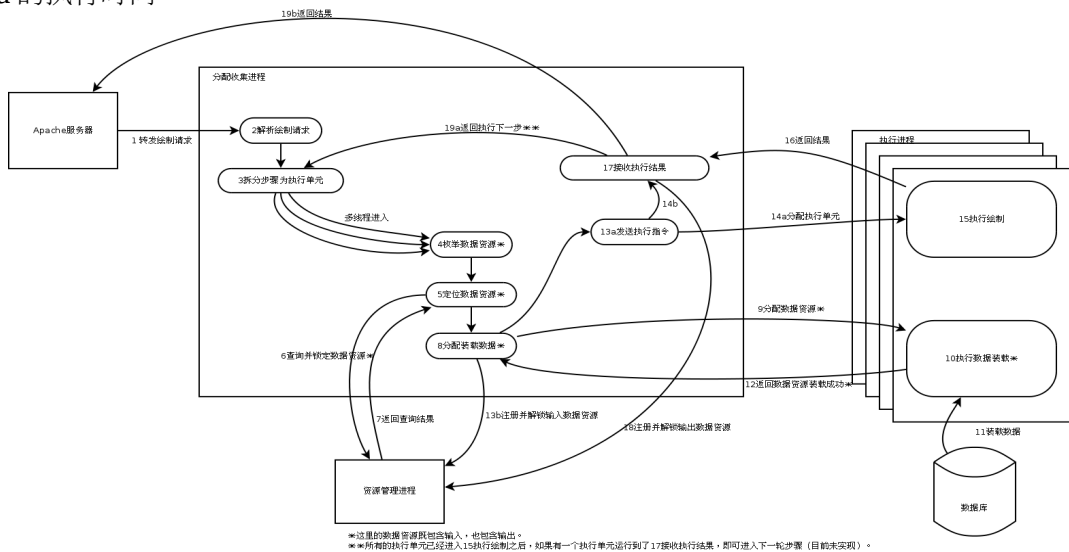 19b返回结果
分配收集进程
Apache服务器
1 转发绘制请求
2解析绘制请求
19a返回执行下一步**
16返回结果
执行进程
17接收执行结果
3拆分步骤为执行单元
14b
14a分配执行单元
15执行绘制
多线程进入
13a发送执行指令
4枚举数据资源*
5定位数据资源*
9分配数据资源*
8分配装载数据*
6查询并锁定数据资源*
10执行数据装载*
12返回数据资源装载成功*
7返回查询结果
13b注册并解锁输入数据资源
18注册并解锁输出数据资源
11装载数据
资源管理进程
数据库
*这里的数据资源既包含输入，也包含输出。
**所有的执行单元已经进入15执行绘制之后，如果有一个执行单元运行到了17接收执行结果，即可进入下一轮步骤（目前未实现）。